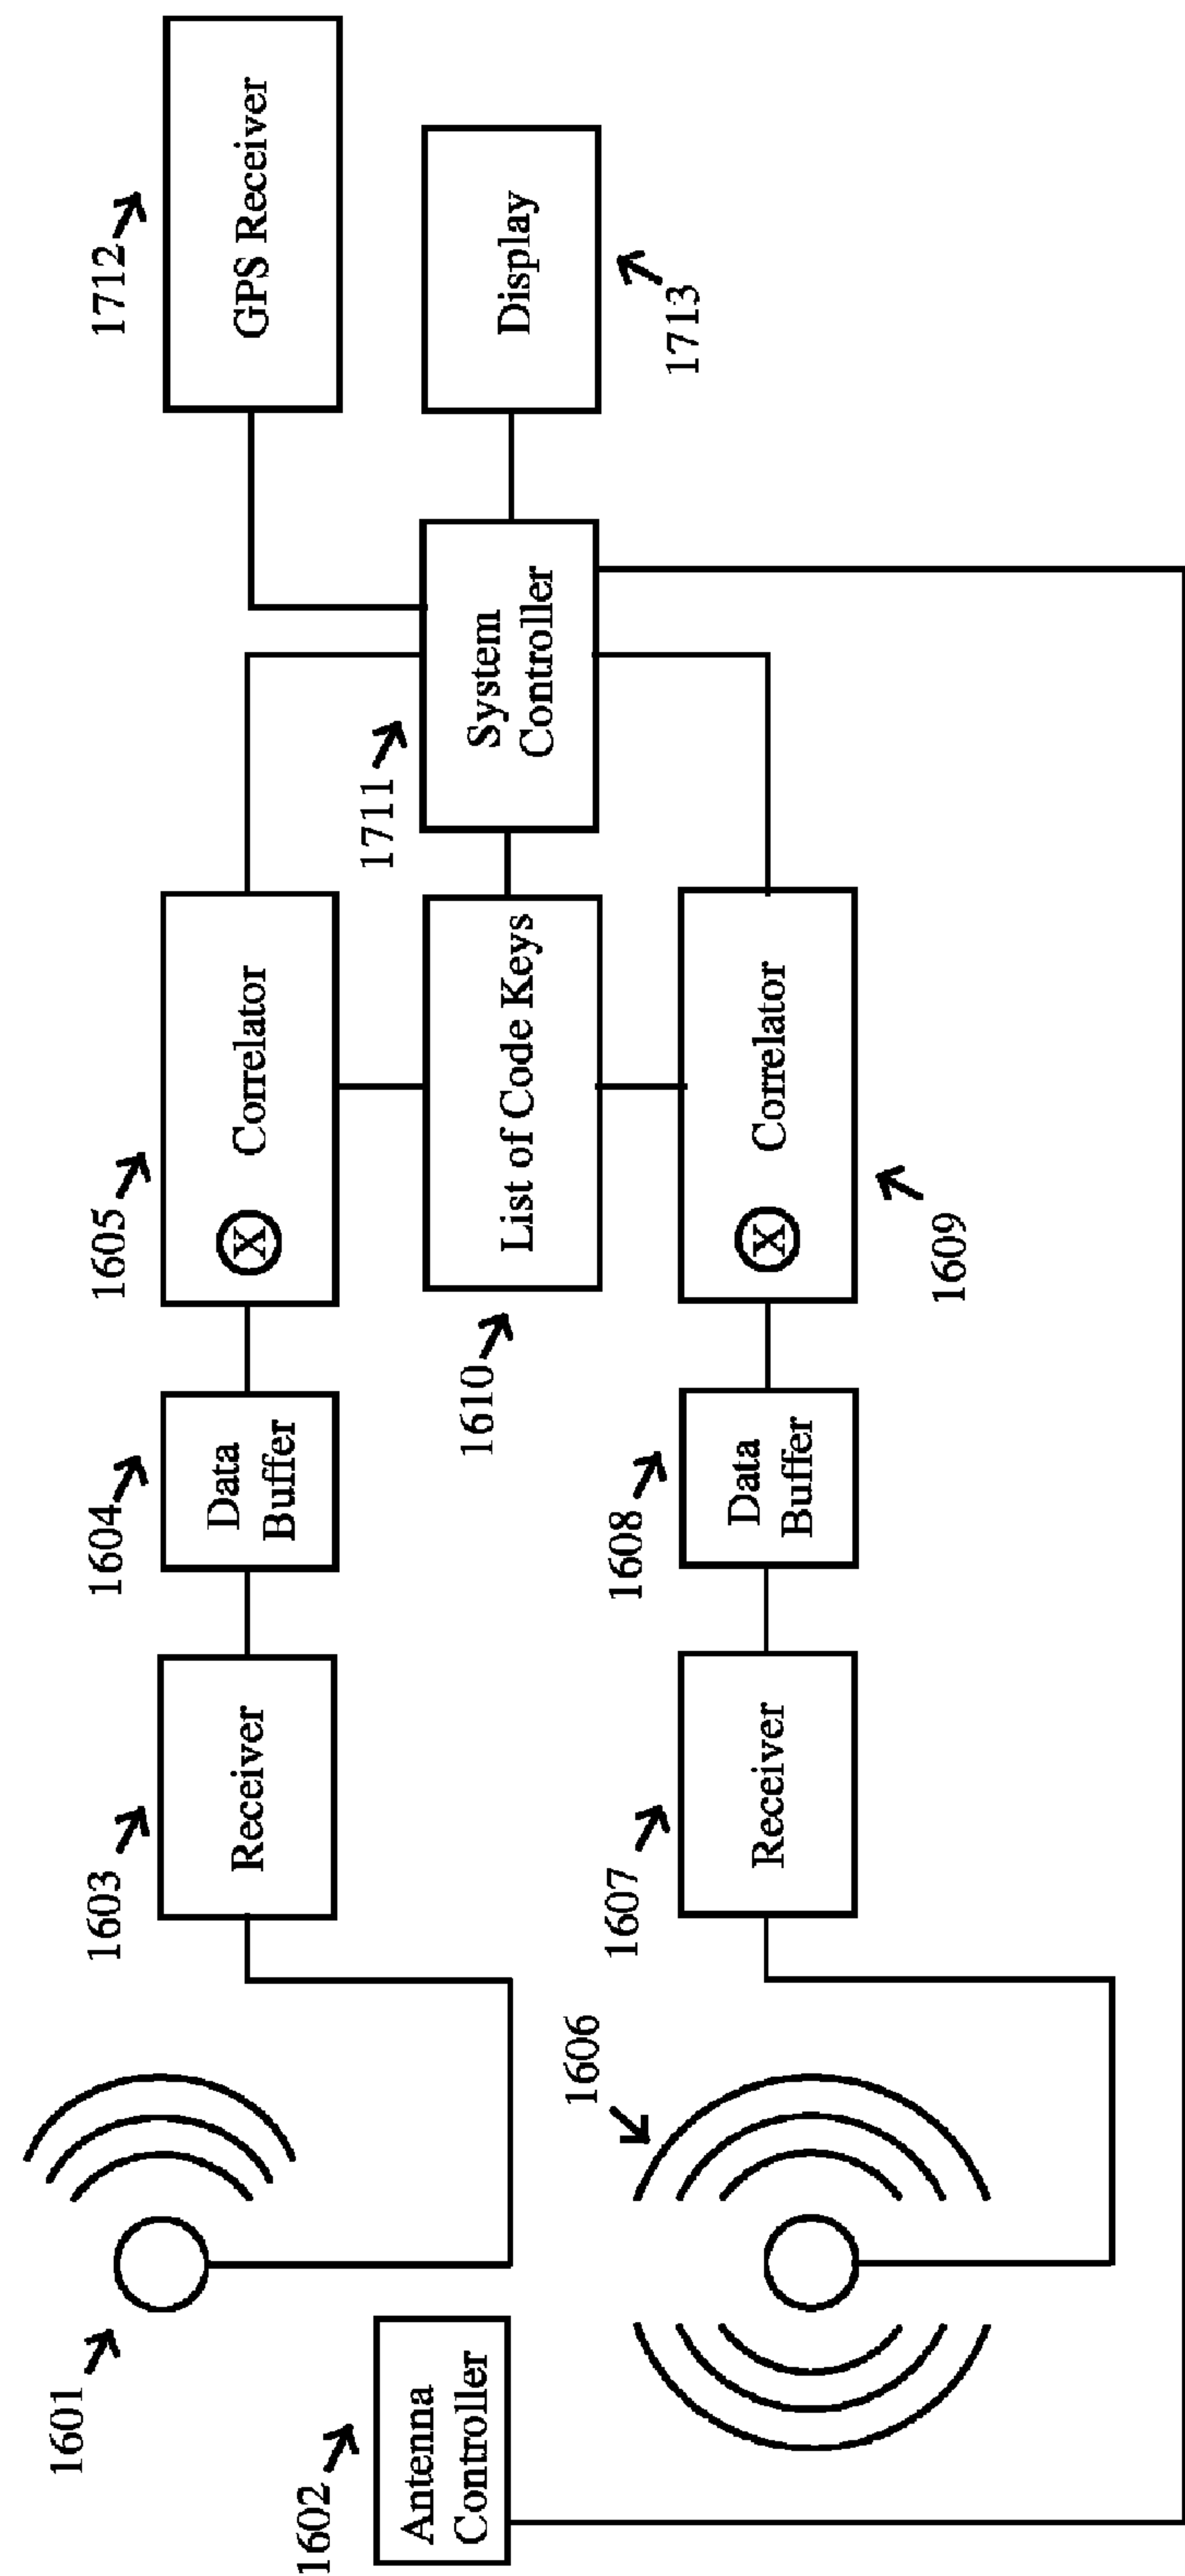 1601
1602
Antenna
Controller
1603
Receiver
1604
Data
Buffer
1605
X
Correlator
1712
GPS Receiver
1711
System
Controller
Display
1713
1610
List of Code Keys
1606
1607
Receiver
1608
Data
Buffer
X
Correlator
1609